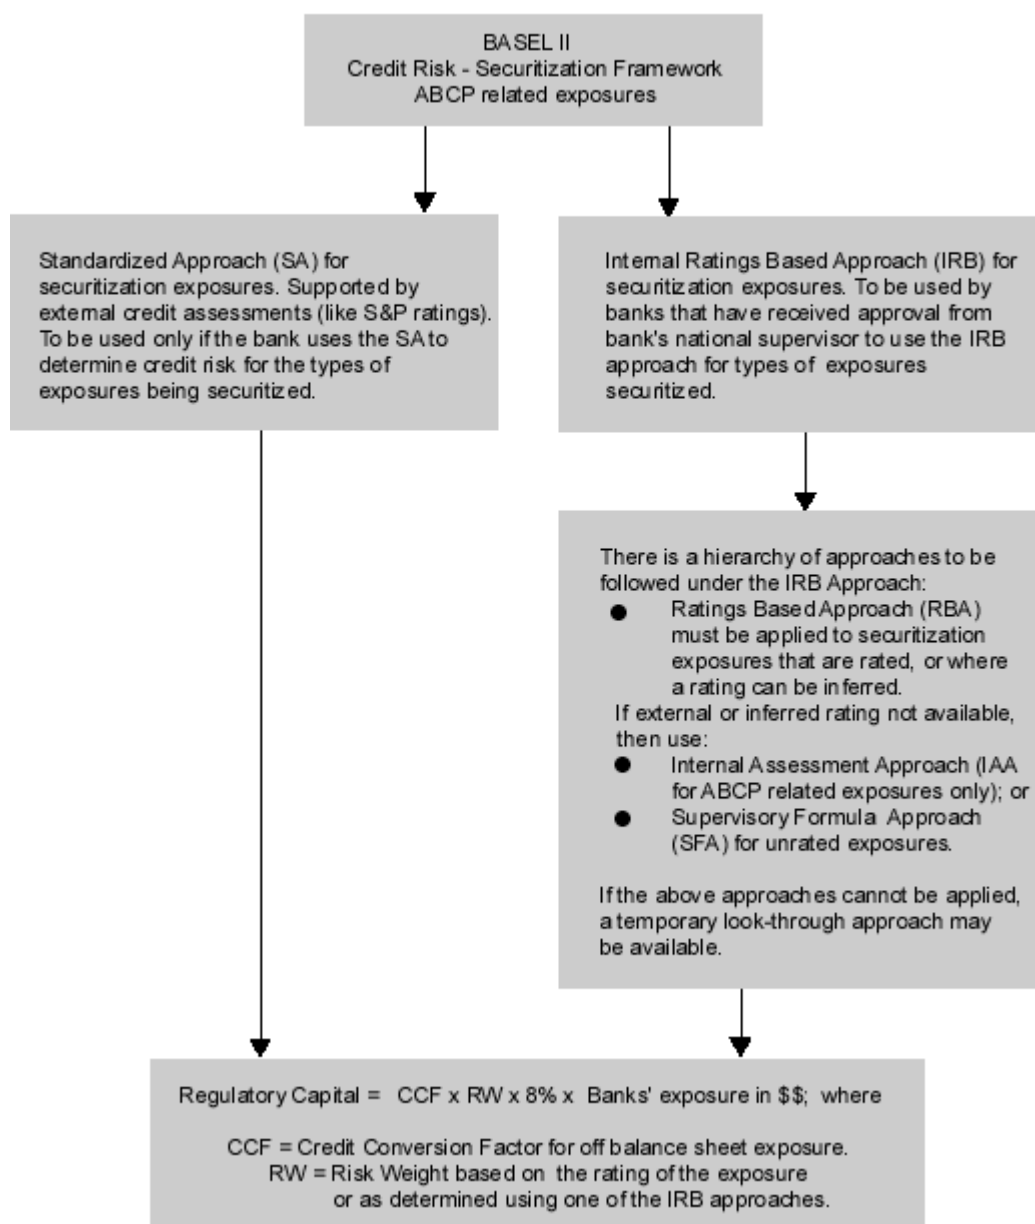 BASEL II
Credit Risk - Securitization Framework
ABCP related exposures
Standardized Approach (SA) for
securitization exposures. Supported by
external credit assessments (like S&P ratings).
To be used only if the bank uses the SA to
determine credit risk for the types of
exposures being securitized.
Internal Ratings Based Approach (IRB) for
securitization exposures. To be used by
banks that have received approval from
bank's national supervisor to use the IRB
approach for types of exposures
securitized.
There is a hierarchy of approaches to be
followed under the IRB Approach:
● Ratings Based Approach (RBA)
must be applied to securitization
exposures that are rated, or where
a rating can be inferred.
If external or inferred rating not available,
then use:
● Internal Assessment Approach (IAA
for ABCP related exposures only); or
● Supervisory Formula Approach
(SFA) for unrated exposures.
If the above approaches cannot be applied,
a temporary look-through approach may
be available.
Regulatory Capital = CCF x RW x 8% x Banks' exposure in $$; where
CCF = Credit Conversion Factor for off balance sheet exposure.
RW = Risk Weight based on the rating of the exposure
or as determined using one of the IRB approaches.